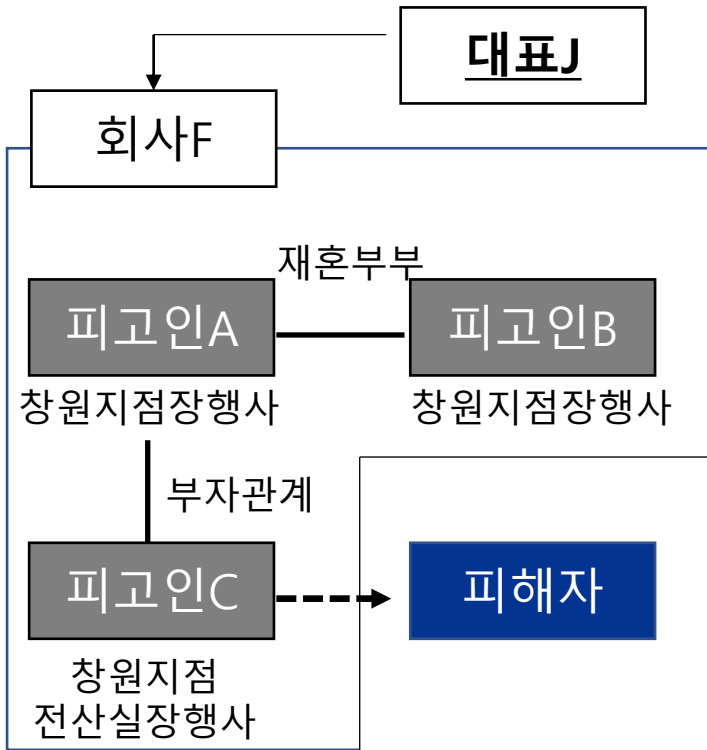 대표J
회사F
재혼부부
피고인A
피고인B
창원지점장행사
창원지점장행사
부자관계
피고인C
피해자
창원지점
전산실장행사